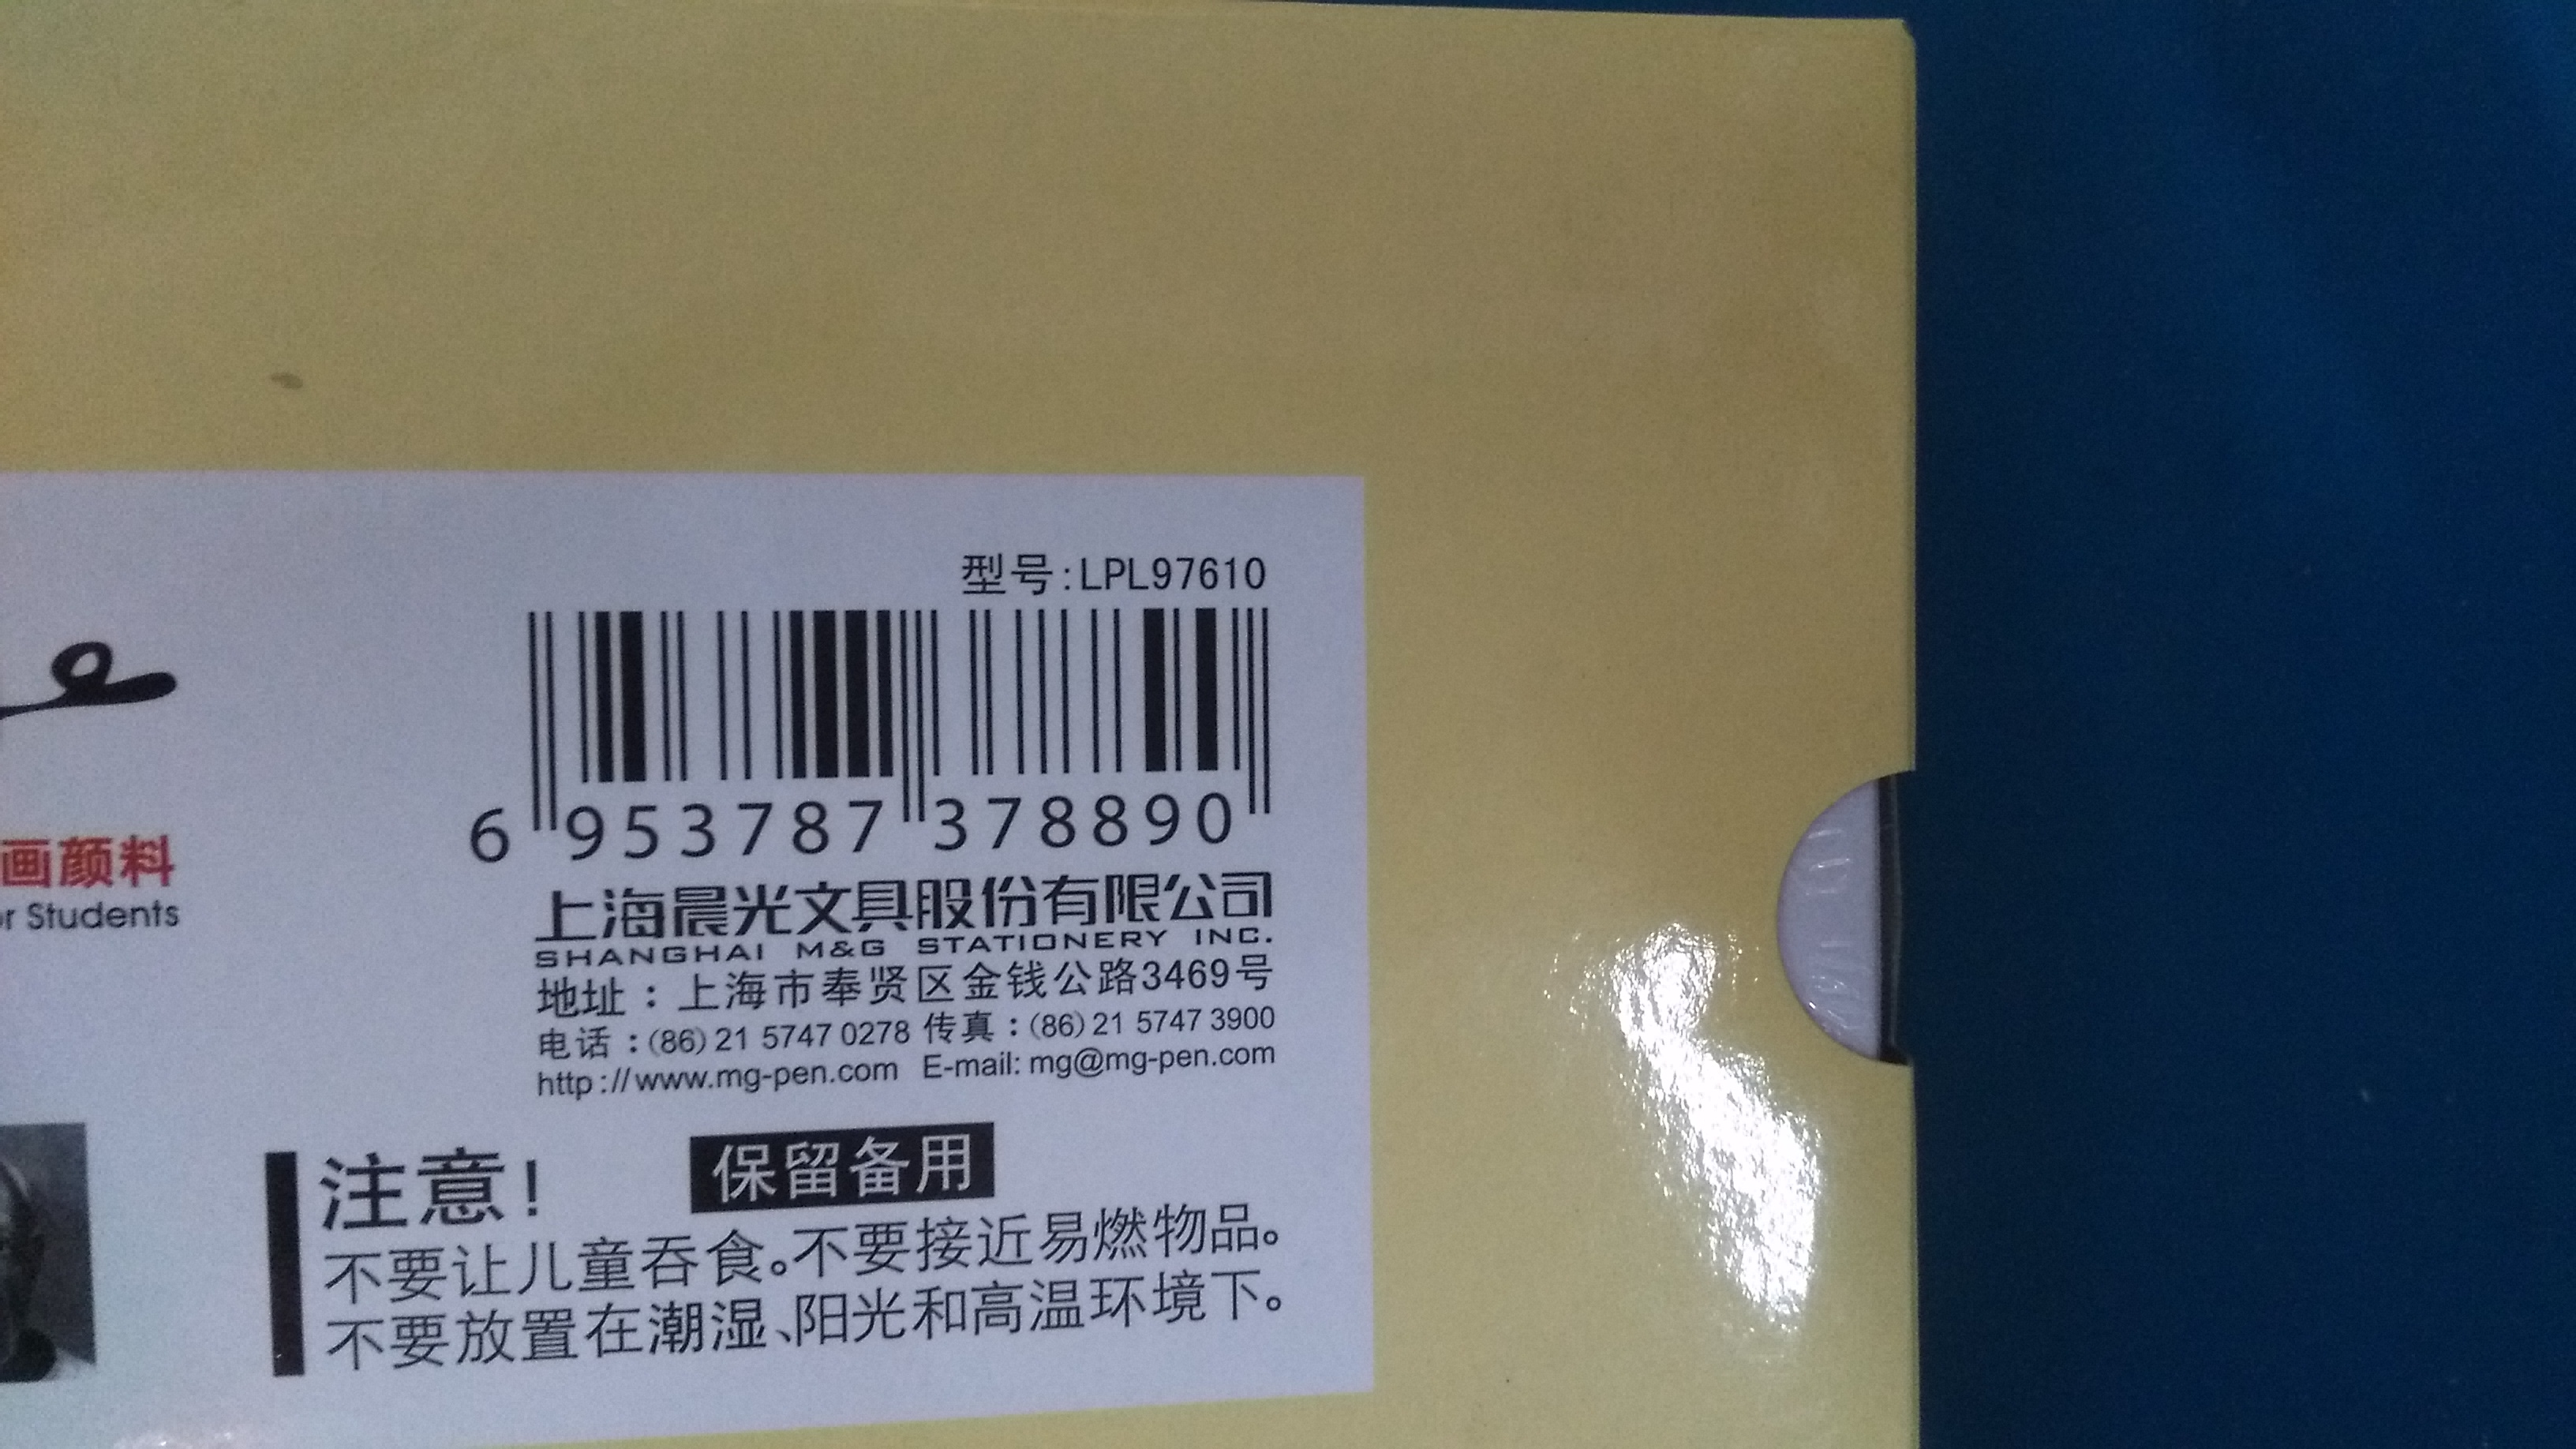 型号:LPL97610
6 953787 378890
画颜料
r Students
上海晨光文具股份有限公司
SHANGHAI M&G STATIONERY INC.
地址：上海市奉贤区金钱公路3469号
电话：(86)21 5747 0278 传真：(86)21 5747 3900
http://www.mg-pen.com E-mail: mg@mg-pen.com
注意! 保留备用
不要让儿童吞食。不要接近易燃物品。
不要放置在潮湿、阳光和高温环境下。